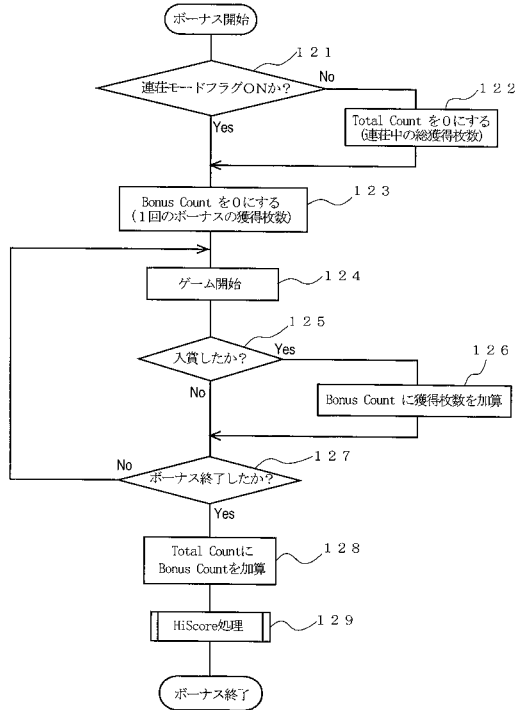 ボーナス開始
１２１
連荘モードフラグＯＮか？
No
１２２
Yes
Total Count を０にする
(連荘中の総獲得枚数)
１２３
Bonus Count を０にする
(１回のボーナスの獲得枚数)
１２４
ゲーム開始
１２５
入賞したか？
Yes
１２６
No
Bonus Count に獲得枚数を加算
１２７
No
ボーナス終了したか？
Yes
１２８
Total Countに
Bonus Countを加算
１２９
HiScore処理
ボーナス終了